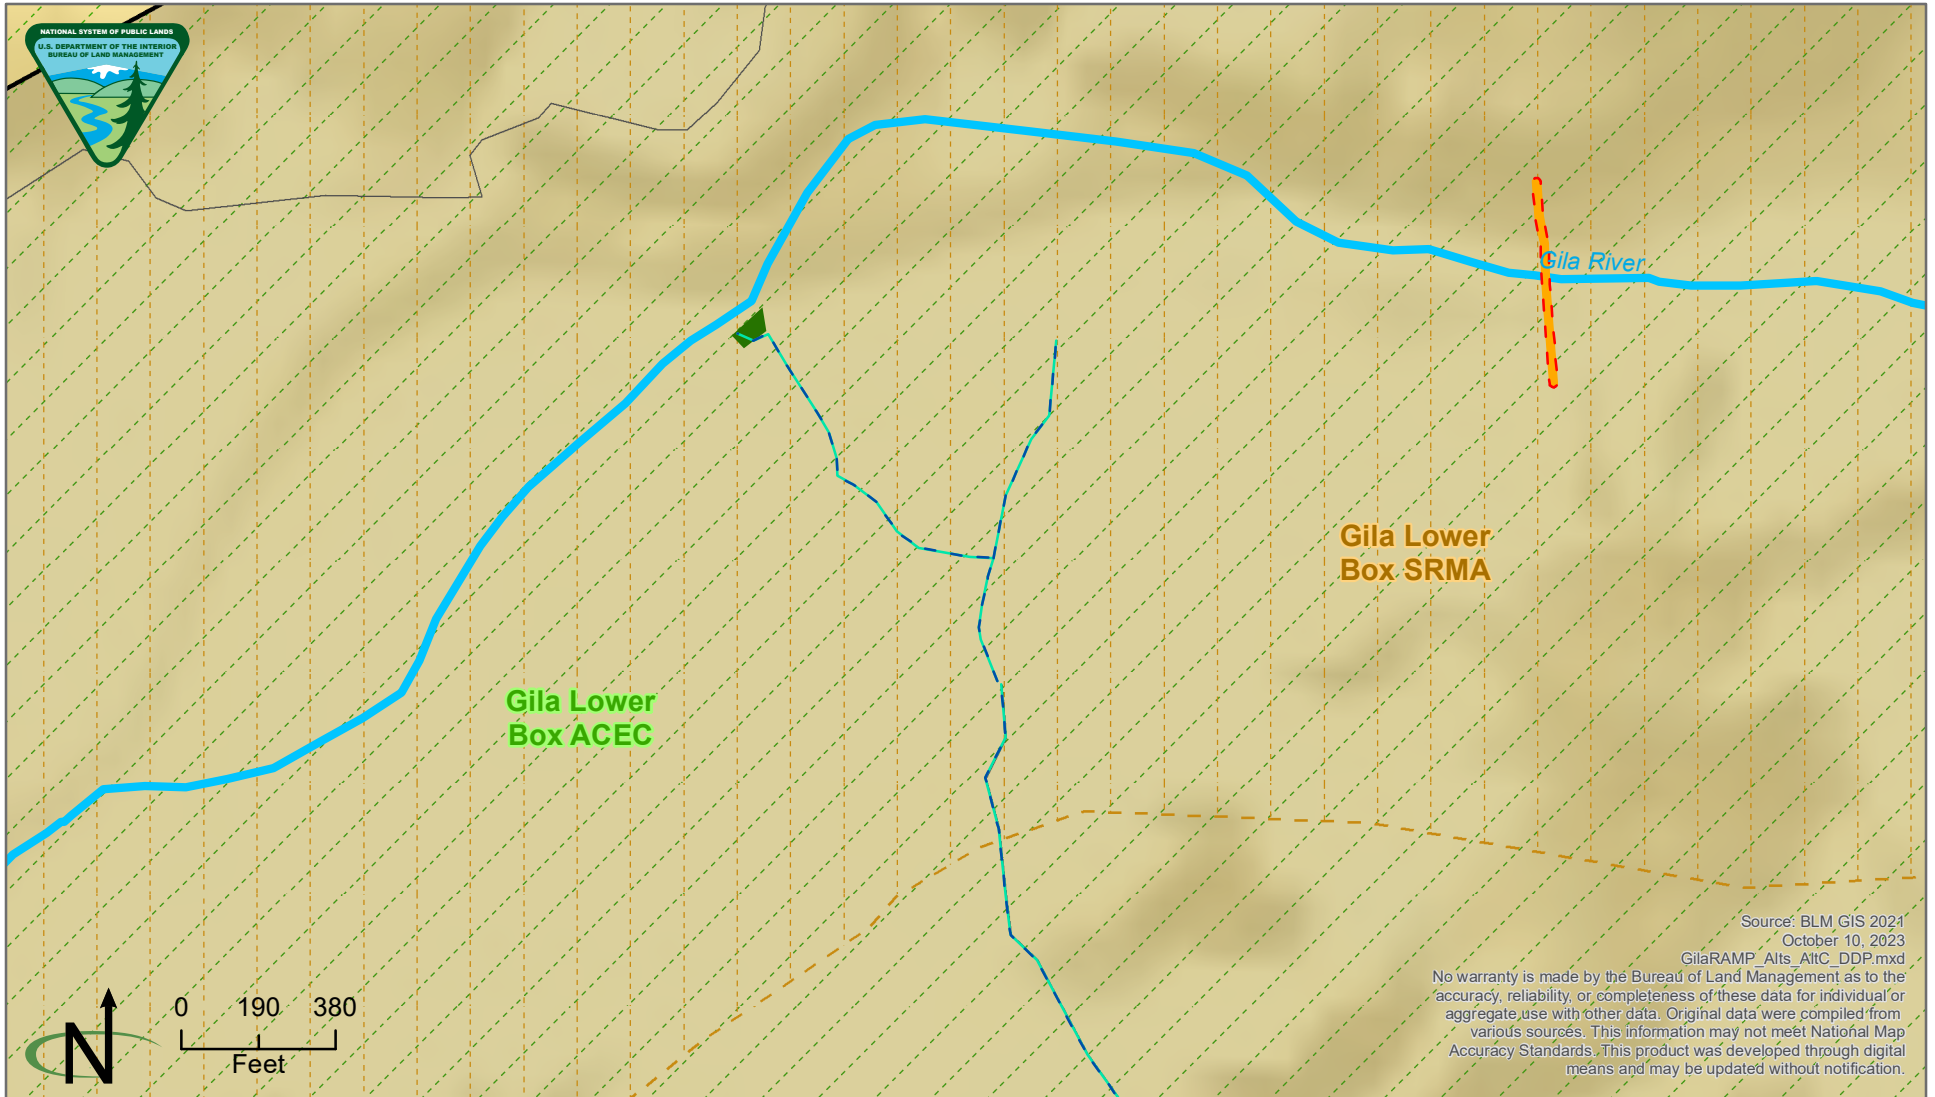 NATIONAL SYSTEM OF PUBLIC LANDS
U.S. DEPARTMENT OF THE INTERIOR
BUREAU OF LAND MANAGEMENT
Gila River
Gila Lower
Box SRMA
Gila Lower
Box ACEC
Source: BLM GIS 2021
October 10, 2023
GilaRAMP_Alts_AltC_DDP.mxd
No warranty is made by the Bureau of Land Management as to the
accuracy, reliability, or completeness of these data for individual or
aggregate use with other data. Original data were compiled from
various sources. This information may not meet National Map
Accuracy Standards. This product was developed through digital
means and may be updated without notification.
N
0 190 380
Feet